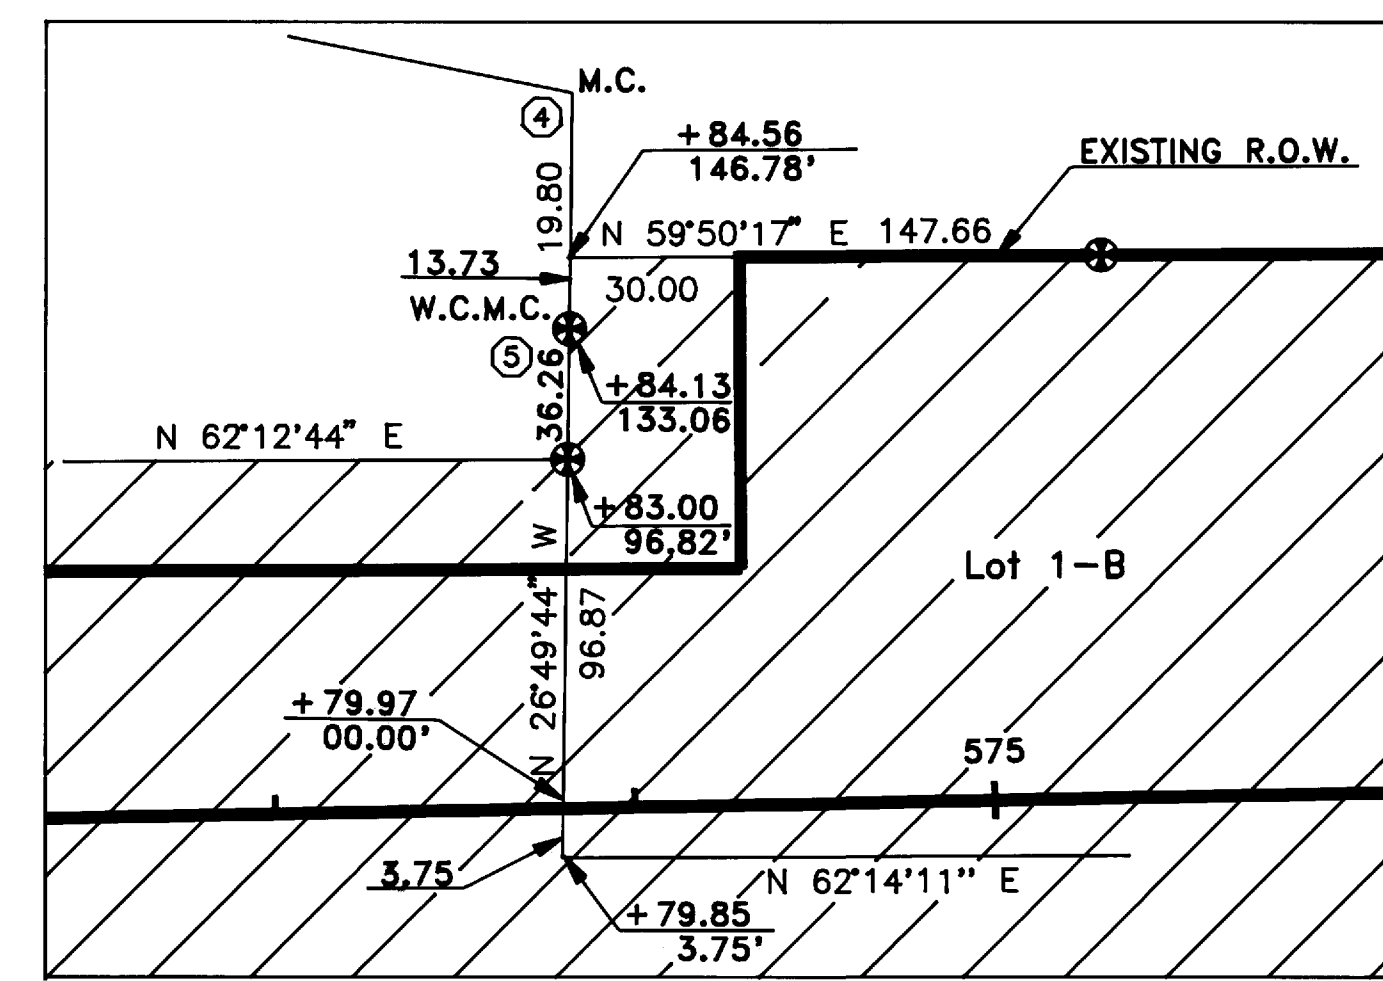 M.C.
4
+84.56
146.78'
EXISTING R.O.W.
19.80
N 59°50'17" E 147.66
13.73
30.00
W.C.M.C.
5
36.26
+84.13
133.06
N 62°12'44" E
+83.00
96,82'
Lot 1-B
N 26°49'44" W
96.87
+79.97
00.00'
575
3.75
N 62°14'11" E
+79.85
3.75'